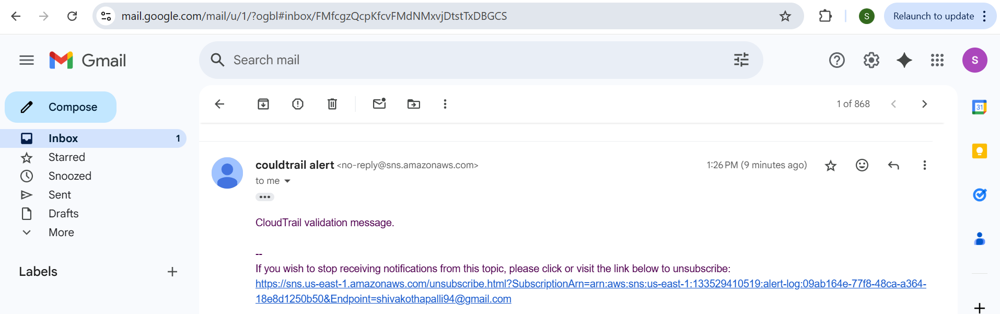 mail.google.com/mail/u/1/?ogbl#inbox/FMfcgzQcpKfcvFMdNMxvjDtstTxDBGCS
S
Relaunch to update
Gmail
Search mail
S
Compose
1 of 868
31
Inbox 1
Starred
Snoozed
Sent
Drafts
More
Labels
couldtrail alert <no-reply@sns.amazonaws.com>
1:26 PM (9 minutes ago)
to me
CloudTrail validation message.
--
If you wish to stop receiving notifications from this topic, please click or visit the link below to unsubscribe:
https://sns.us-east-1.amazonaws.com/unsubscribe.html?SubscriptionArn=arn:aws:sns:us-east-1:133529410519:alert-log:09ab164e-77f8-48ca-a364-
18e8d1250b50&Endpoint=shivakothapalli94@gmail.com